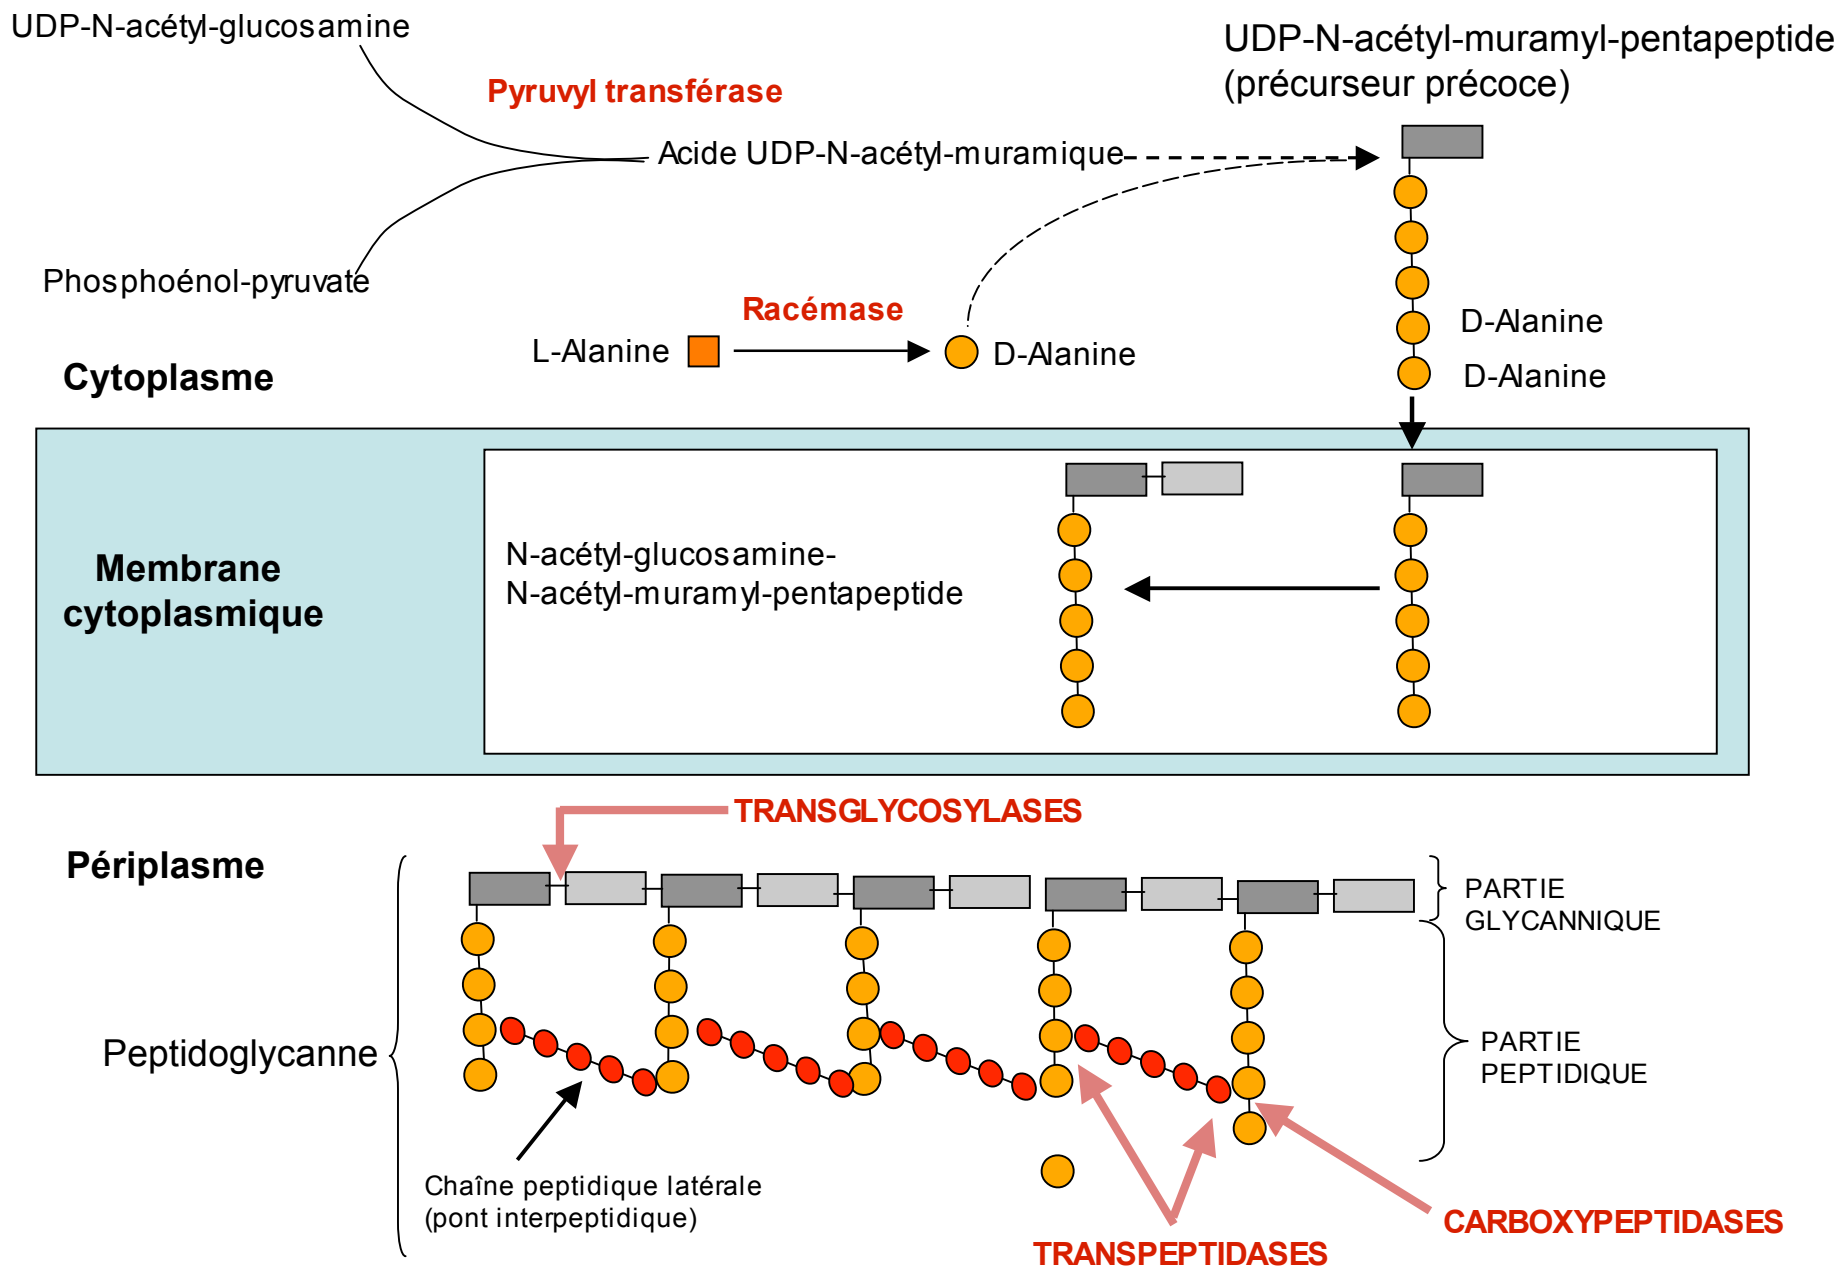 UDP-N-acétyl-glucosamine
UDP-N-acétyl-muramyl-pentapeptide
(précurseur précoce)
Pyruvyl transférase
Acide UDP-N-acétyl-muramique
Phosphoénol-pyruvate
Racémase
L-Alanine
D-Alanine
D-Alanine
D-Alanine
Cytoplasme
Membrane
cytoplasmique
N-acétyl-glucosamine-
N-acétyl-muramyl-pentapeptide
TRANSGLYCOSYLASES
Périplasme
PARTIE
GLYCANNIQUE
Peptidoglycanne
PARTIE
PEPTIDIQUE
Chaîne peptidique latérale
(pont interpeptidique)
CARBOXYPEPTIDASES
TRANSPEPTIDASES